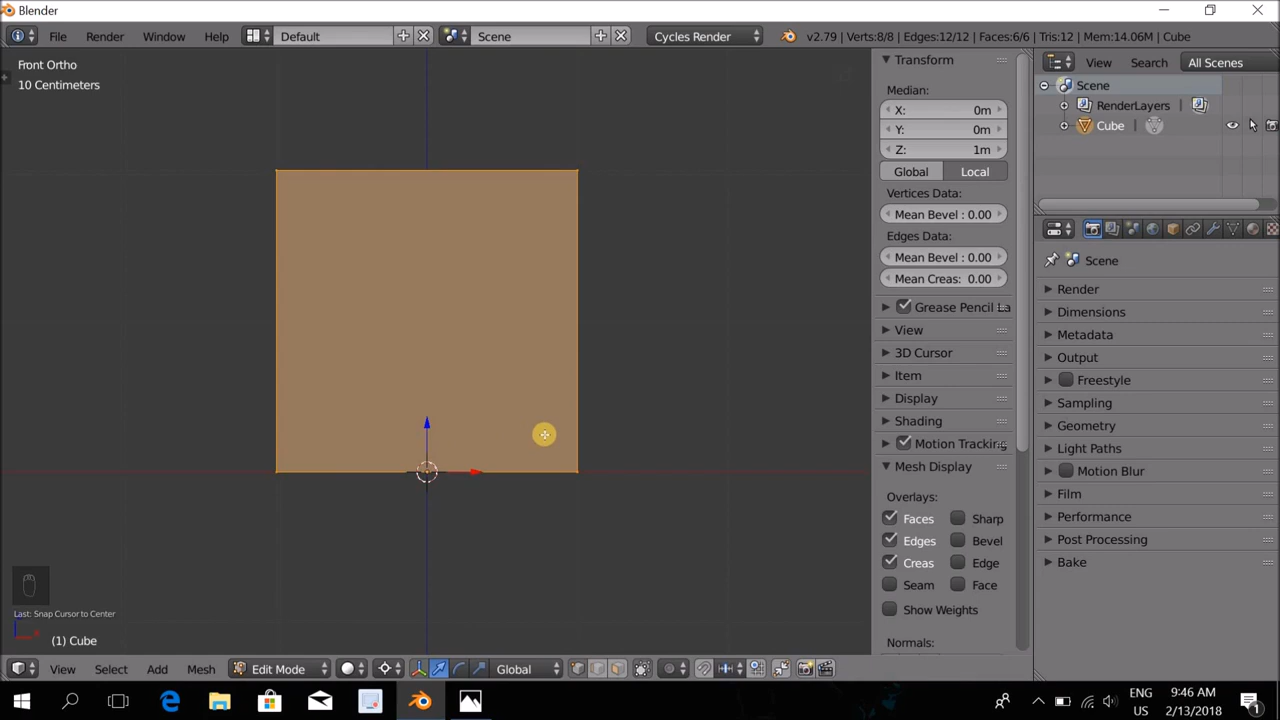 Blender
File Render Window Help Default Scene Cycles Render v2.79 | Verts:8/8 | Edges:12/12 | Faces:6/6 | Tris:12 | Mem:14.06M | Cube
Front Ortho
10 Centimeters
Last: Snap Cursor to Center
(1) Cube
View Select Add Mesh Edit Mode Global
Transform
Median:
X: 0m
Y: 0m
Z: 1m
Global Local
Vertices Data:
Mean Bevel : 0.00
Edges Data:
Mean Bevel: 0.00
Mean Creas: 0.00
Grease Pencil La
View
3D Cursor
Item
Display
Shading
Motion Tracking
Mesh Display
Overlays:
Faces Sharp
Edges Bevel
Creas Edge
Seam Face
Show Weights
Normals:
View Search All Scenes
Scene
RenderLayers |
Cube |
Scene
Render
Dimensions
Metadata
Output
Freestyle
Sampling
Geometry
Light Paths
Motion Blur
Film
Performance
Post Processing
Bake
ENG 9:46 AM
US 2/13/2018